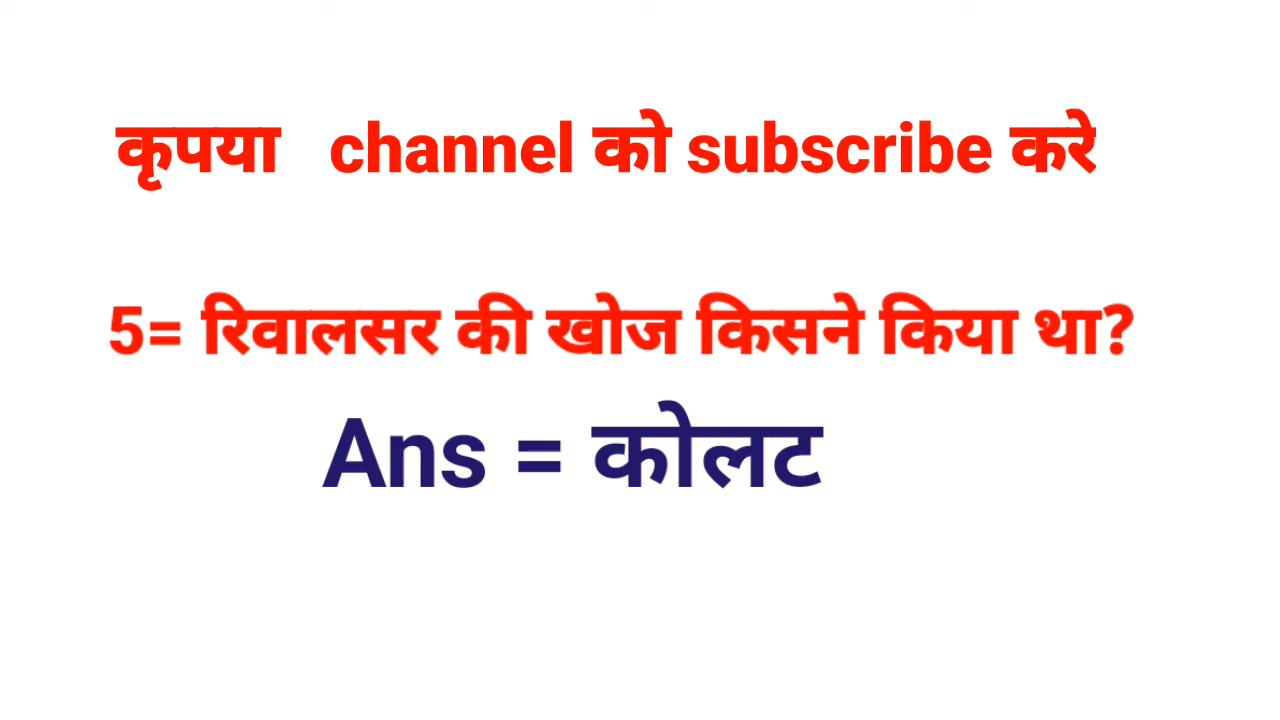 कृपया channel को subscribe करे
5= रिवालसर की खोज किसने किया था?
Ans = कोलट